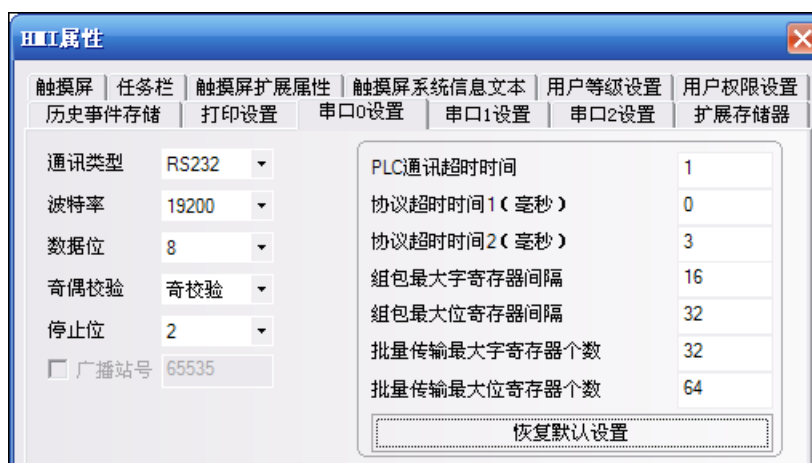 HMI属性
触摸屏 任务栏 触摸屏扩展属性 触摸屏系统信息文本 用户等级设置 用户权限设置
历史事件存储 打印设置 串口0设置 串口1设置 串口2设置 扩展存储器
通讯类型 RS232
波特率 19200
数据位 8
奇偶校验 奇校验
停止位 2
广播站号 65535
PLC通讯超时时间 1
协议超时时间1(毫秒) 0
协议超时时间2(毫秒) 3
组包最大字寄存器间隔 16
组包最大位寄存器间隔 32
批量传输最大字寄存器个数 32
批量传输最大位寄存器个数 64
恢复默认设置